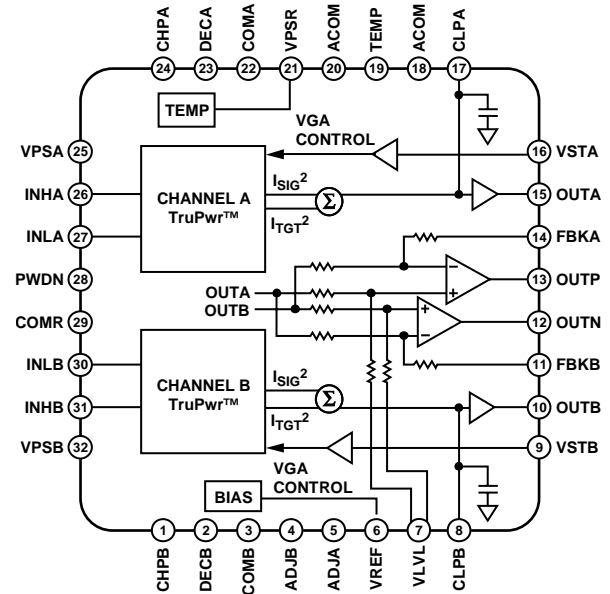 CHPA DECA COMA VPSR ACOM TEMP ACOM CLPA
24 23 22 21 20 19 18 17
TEMP
VGA
CONTROL
VPSA 25
16 VSTA
INHA 26
CHANNEL A
TruPwr™
I_SIG²
I_TGT²
Σ
15 OUTA
INLA 27
14 FBKA
PWDN 28
13 OUTP
OUTA
OUTB
− +
+ −
COMR 29
12 OUTN
INLB 30
11 FBKB
CHANNEL B
TruPwr™
I_SIG²
I_TGT²
Σ
INHB 31
10 OUTB
VPSB 32
9 VSTB
VGA
CONTROL
BIAS
1 2 3 4 5 6 7 8
CHPB DECB COMB ADJB ADJA VREF VLVL CLPB